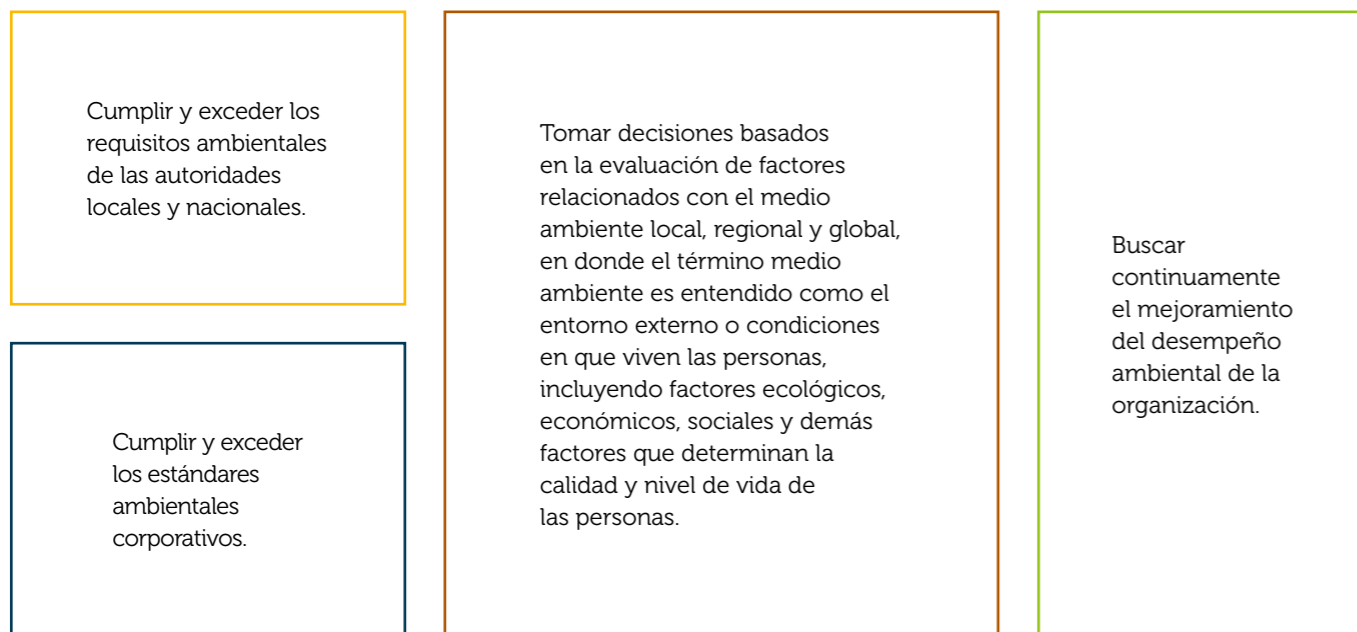 Cumplir y exceder los
requisitos ambientales
de las autoridades
locales y nacionales.
Cumplir y exceder
los estándares
ambientales
corporativos.
Tomar decisiones basados
en la evaluación de factores
relacionados con el medio
ambiente local, regional y global,
en donde el término medio
ambiente es entendido como el
entorno externo o condiciones
en que viven las personas,
incluyendo factores ecológicos,
económicos, sociales y demás
factores que determinan la
calidad y nivel de vida de
las personas.
Buscar
continuamente
el mejoramiento
del desempeño
ambiental de la
organización.